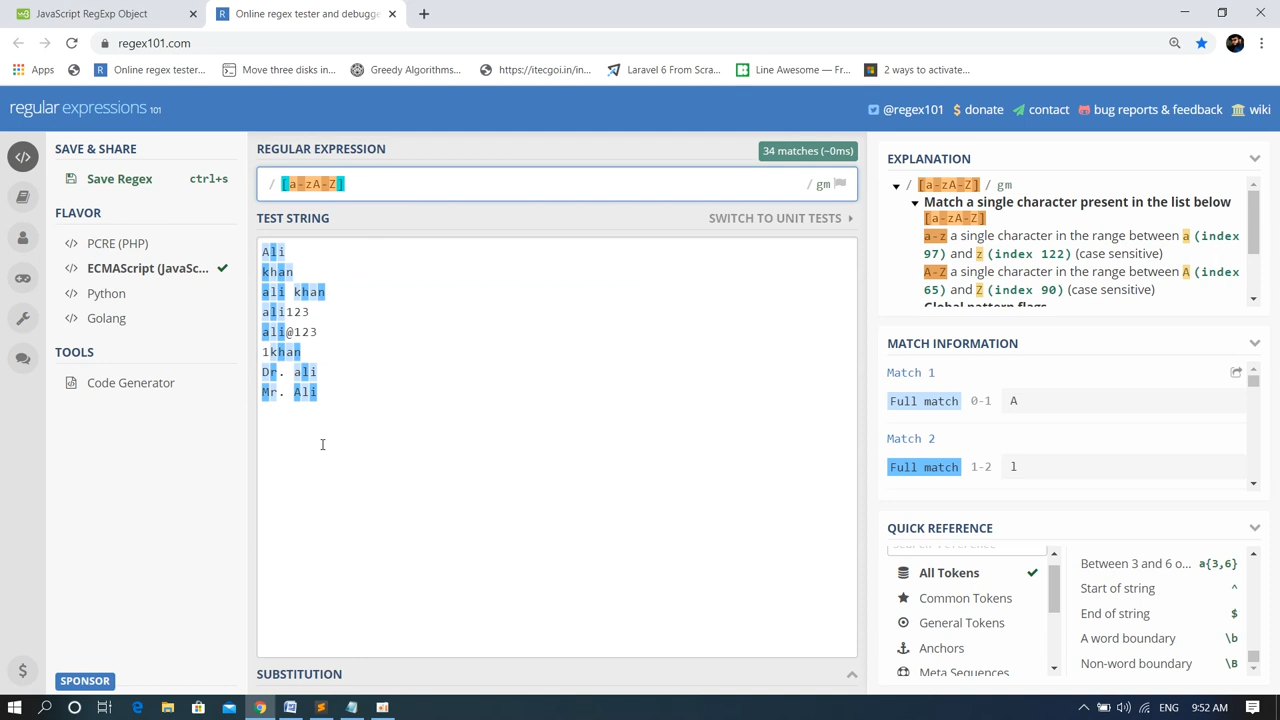 JavaScript RegExp Object
Online regex tester and debugge
regex101.com
Apps
Online regex tester...
Move three disks in...
Greedy Algorithms...
https://itecgoi.in/in...
Laravel 6 From Scra...
Line Awesome — Fr...
2 ways to activate...
regular expressions 101
@regex101
$ donate
contact
bug reports & feedback
wiki
SAVE & SHARE
Save Regex ctrl+s
FLAVOR
</> PCRE (PHP)
</> ECMAScript (JavaSc...
</> Python
</> Golang
TOOLS
</> Code Generator
SPONSOR
REGULAR EXPRESSION
34 matches (~0ms)
/ [a-zA-Z] / gm
TEST STRING
SWITCH TO UNIT TESTS
Ali
khan
ali khan
ali123
ali@123
1khan
Dr. ali
Mr. Ali
SUBSTITUTION
EXPLANATION
/ [a-zA-Z] / gm
Match a single character present in the list below
[a-zA-Z]
a-z a single character in the range between a (index
97) and z (index 122) (case sensitive)
A-Z a single character in the range between A (index
65) and Z (index 90) (case sensitive)
Global pattern flags
MATCH INFORMATION
Match 1
Full match 0-1 A
Match 2
Full match 1-2 l
QUICK REFERENCE
All Tokens
Common Tokens
General Tokens
Anchors
Meta Sequences
Between 3 and 6 o... a{3,6}
Start of string ^
End of string $
A word boundary \b
Non-word boundary \B
ENG
9:52 AM